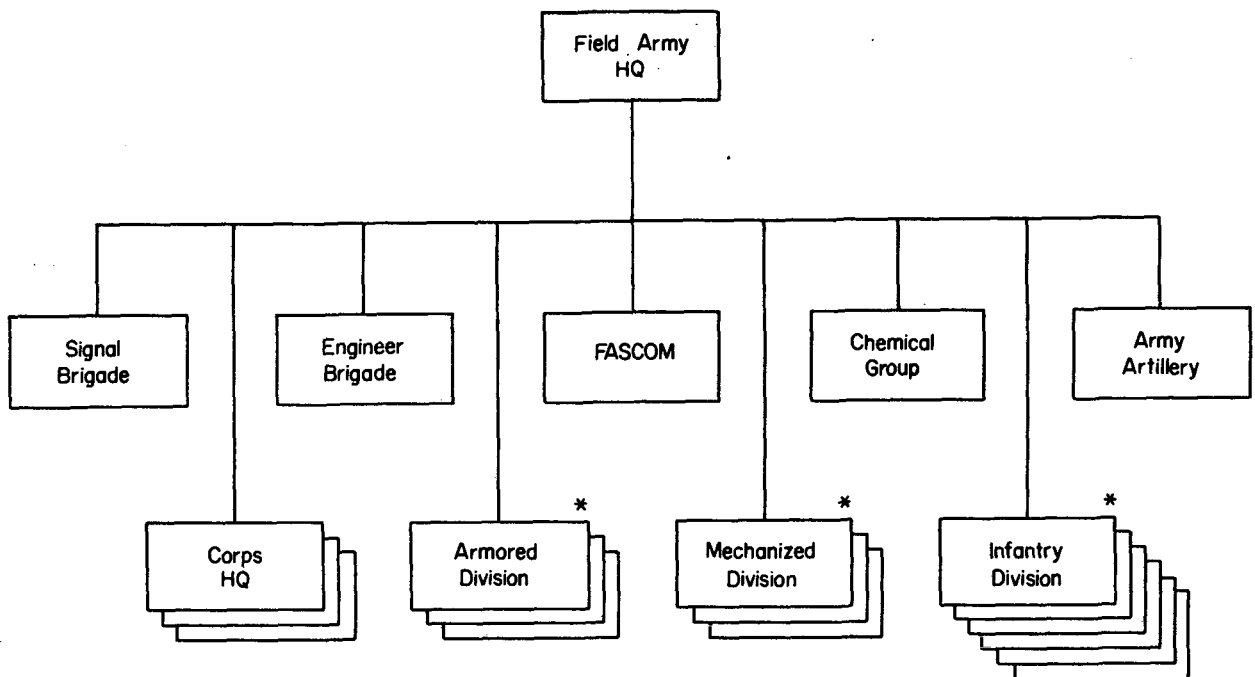 Field Army
HQ
Signal
Brigade
Engineer
Brigade
FASCOM
Chemical
Group
Army
Artillery
*
*
*
Corps
HQ
Armored
Division
Mechanized
Division
Infantry
Division